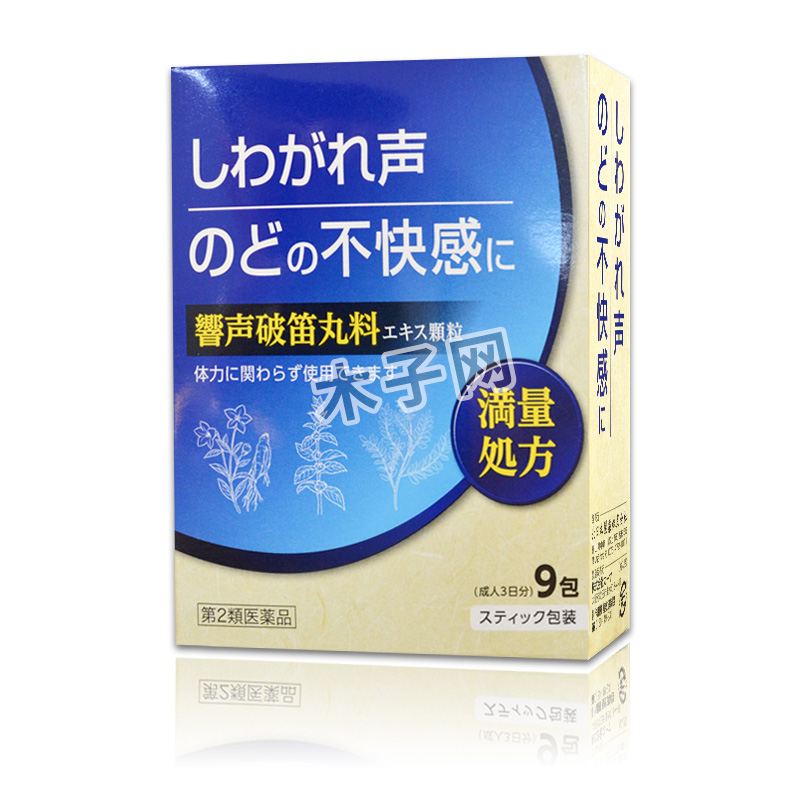 しわがれ声
のどの不快感に
響声破笛丸料エキス顆粒
体力に関わらず使用できます
満量
処方
(成人3日分) 9包
スティック包装
第2類医薬品
しわがれ声
のどの不快感に
木子网